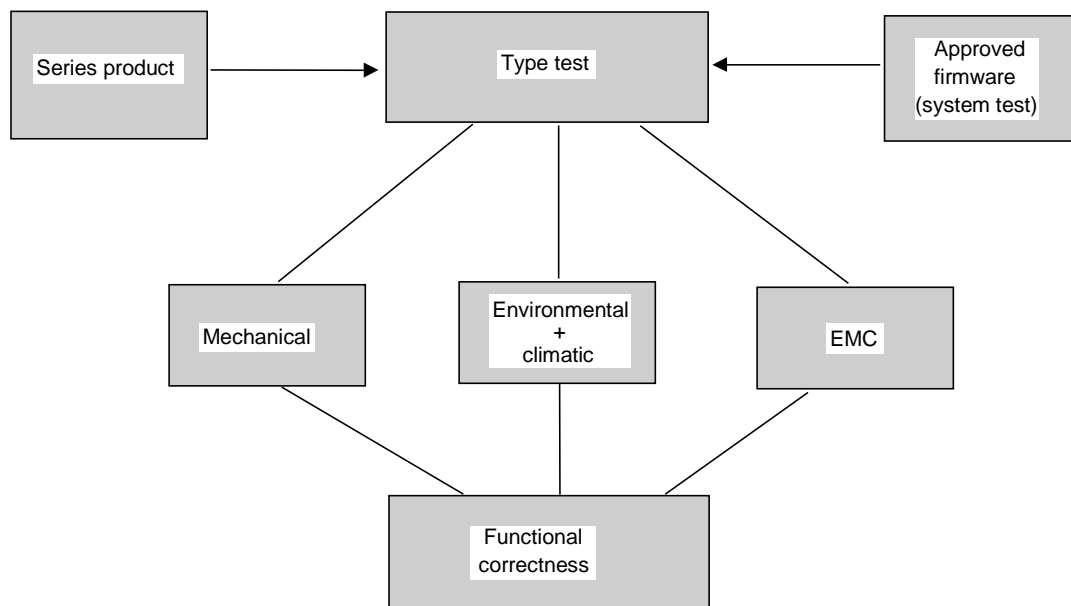 Series product
Type test
Approved
firmware
(system test)
Mechanical
Environmental
+
climatic
EMC
Functional
correctness